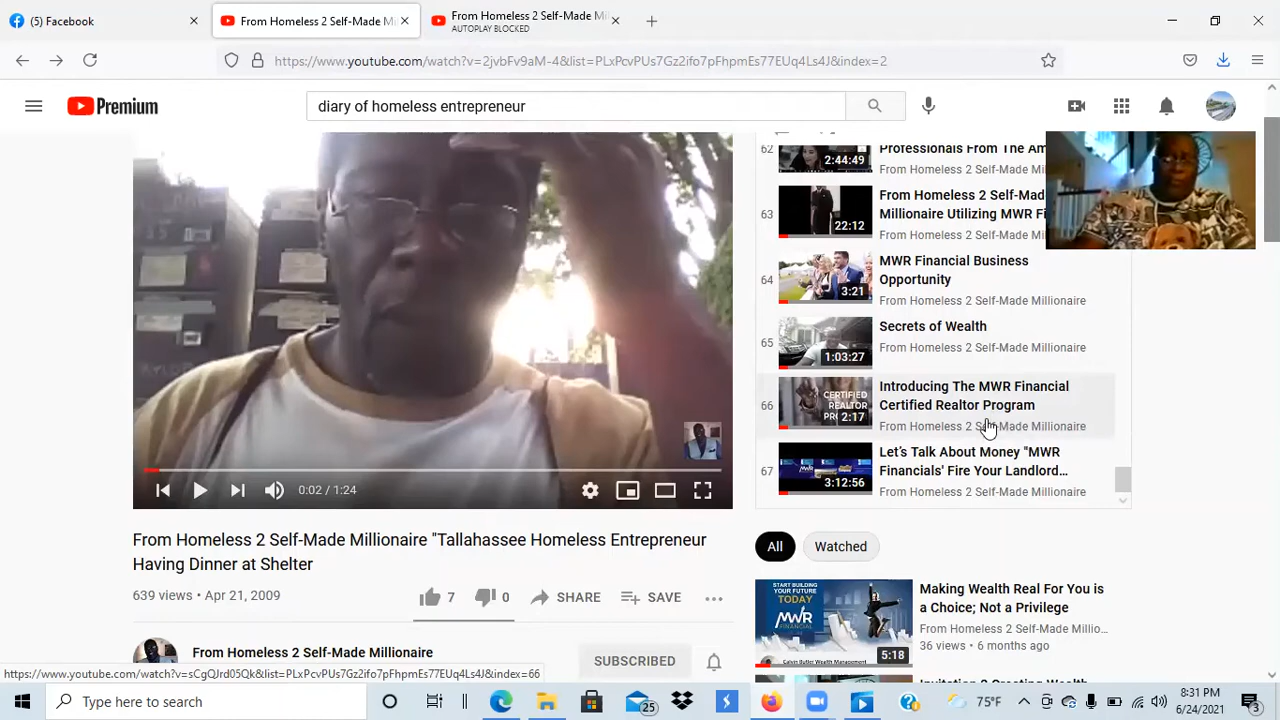 (5) Facebook
From Homeless 2 Self-Made Mi
From Homeless 2 Self-Made Mi
AUTOPLAY BLOCKED
https://www.youtube.com/watch?v=2jvbFv9aM-4&list=PLxPcvPUs7Gz2ifo7pFhpmEs77EUq4Ls4J&index=2
Premium
diary of homeless entrepreneur
62
2:44:49
Professionals From The Am
From Homeless 2 Self-Made Mi
63
22:12
From Homeless 2 Self-Mad
Millionaire Utilizing MWR Fi
From Homeless 2 Self-Made Mi
64
3:21
MWR Financial Business
Opportunity
From Homeless 2 Self-Made Millionaire
65
1:03:27
Secrets of Wealth
From Homeless 2 Self-Made Millionaire
66
CERTIFIED
REALTOR
2:17
Introducing The MWR Financial
Certified Realtor Program
From Homeless 2 Self-Made Millionaire
67
3:12:56
Let's Talk About Money "MWR
Financials' Fire Your Landlord...
From Homeless 2 Self-Made Millionaire
0:02 / 1:24
From Homeless 2 Self-Made Millionaire "Tallahassee Homeless Entrepreneur
Having Dinner at Shelter
639 views • Apr 21, 2009
7
0
SHARE
SAVE
From Homeless 2 Self-Made Millionaire
SUBSCRIBED
All
Watched
START BUILDING
YOUR FUTURE
TODAY
MWR
FINANCIAL
Calvin Butler Wealth Management
5:18
Making Wealth Real For You is
a Choice; Not a Privilege
From Homeless 2 Self-Made Millio...
36 views • 6 months ago
https://www.youtube.com/watch?v=sCgQJrd05Qk&list=PLxPcvPUs7Gz2ifo7pFhpmEs77EUq4Ls4J&index=66
Type here to search
25
75°F
8:31 PM
6/24/2021
3